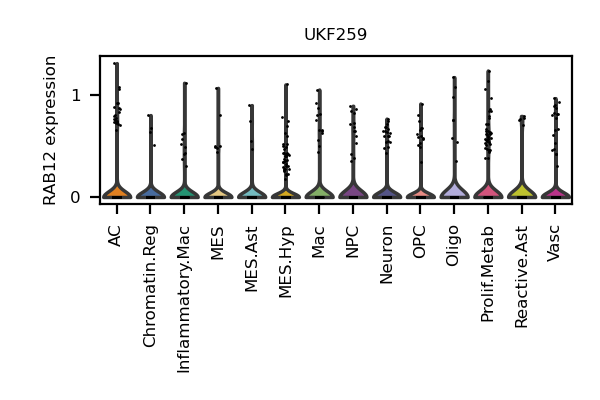 UKF259
RAB12 expression
1
0
AC
Chromatin.Reg
Inflammatory.Mac
MES
MES.Ast
MES.Hyp
Mac
NPC
Neuron
OPC
Oligo
Prolif.Metab
Reactive.Ast
Vasc